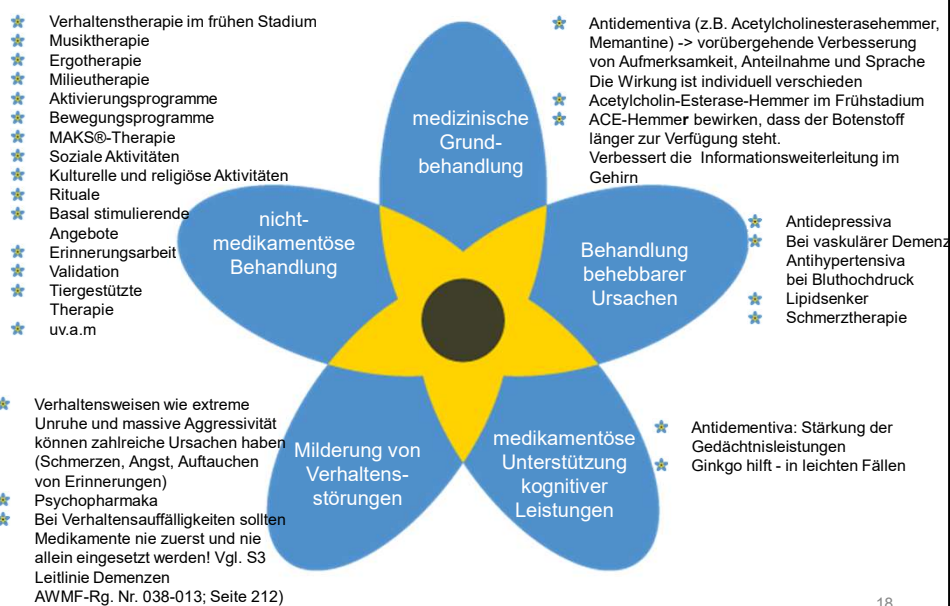 Verhaltenstherapie im frühen Stadium
Musiktherapie
Ergotherapie
Milieutherapie
Aktivierungsprogramme
Bewegungsprogramme
MAKS®-Therapie
Soziale Aktivitäten
Kulturelle und religiöse Aktivitäten
Rituale
Basal stimulierende
Angebote
Erinnerungsarbeit
Validation
Tiergestützte
Therapie
uv.a.m
medizinische
Grund-
behandlung
Antidementiva (z.B. Acetylcholinesterasehemmer,
Memantine) -> vorübergehende Verbesserung
von Aufmerksamkeit, Anteilnahme und Sprache
Die Wirkung ist individuell verschieden
Acetylcholin-Esterase-Hemmer im Frühstadium
ACE-Hemmer bewirken, dass der Botenstoff
länger zur Verfügung steht.
Verbessert die Informationsweiterleitung im
Gehirn
nicht-
medikamentöse
Behandlung
Behandlung
behebbarer
Ursachen
Antidepressiva
Bei vaskulärer Demenz
Antihypertensiva
bei Bluthochdruck
Lipidsenker
Schmerztherapie
Verhaltensweisen wie extreme
Unruhe und massive Aggressivität
können zahlreiche Ursachen haben
(Schmerzen, Angst, Auftauchen
von Erinnerungen)
Psychopharmaka
Bei Verhaltensauffälligkeiten sollten
Medikamente nie zuerst und nie
allein eingesetzt werden! Vgl. S3
Leitlinie Demenzen
AWMF-Rg. Nr. 038-013; Seite 212)
Milderung von
Verhaltens-
störungen
medikamentöse
Unterstützung
kognitiver
Leistungen
Antidementiva: Stärkung der
Gedächtnisleistungen
Ginkgo hilft - in leichten Fällen
18